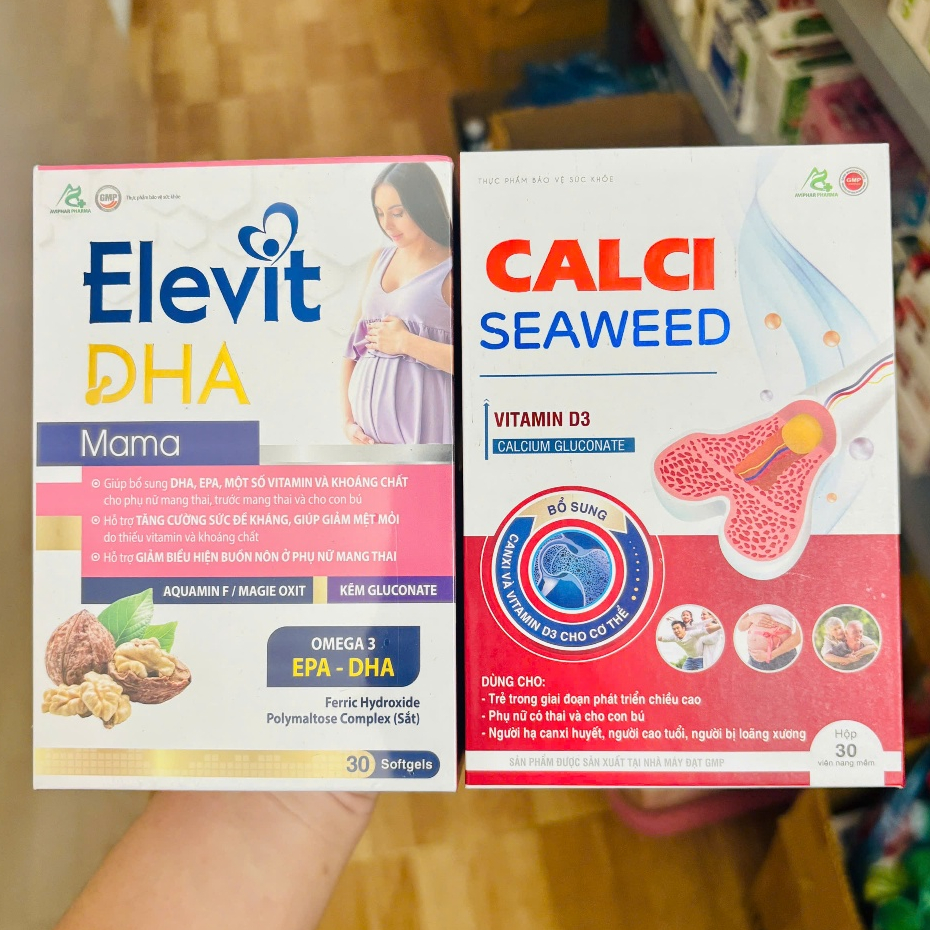 AVIPHAR PHARMA
GMP
Thực phẩm bảo vệ sức khỏe
Elevit
DHA
Mama
Giúp bổ sung DHA, EPA, MỘT SỐ VITAMIN VÀ KHOÁNG CHẤT
cho phụ nữ mang thai, trước mang thai và cho con bú
Hỗ trợ TĂNG CƯỜNG SỨC ĐỀ KHÁNG, GIÚP GIẢM MỆT MỎI
do thiếu vitamin và khoáng chất
Hỗ trợ GIẢM BIỂU HIỆN BUỒN NÔN Ở PHỤ NỮ MANG THAI
AQUAMIN F / MAGIE OXIT
KẼM GLUCONATE
OMEGA 3
EPA - DHA
Ferric Hydroxide
Polymaltose Complex (Sắt)
30 Softgels
THỰC PHẨM BẢO VỆ SỨC KHỎE
AVIPHAR PHARMA
GMP
CALCI
SEAWEED
VITAMIN D3
CALCIUM GLUCONATE
BỔ SUNG
CANXI VÀ VITAMIN D3 CHO CƠ THỂ
DÙNG CHO:
- Trẻ trong giai đoạn phát triển chiều cao
- Phụ nữ có thai và cho con bú
- Người hạ canxi huyết, người cao tuổi, người bị loãng xương
Hộp
30
viên nang mềm
SẢN PHẨM ĐƯỢC SẢN XUẤT TẠI NHÀ MÁY ĐẠT GMP